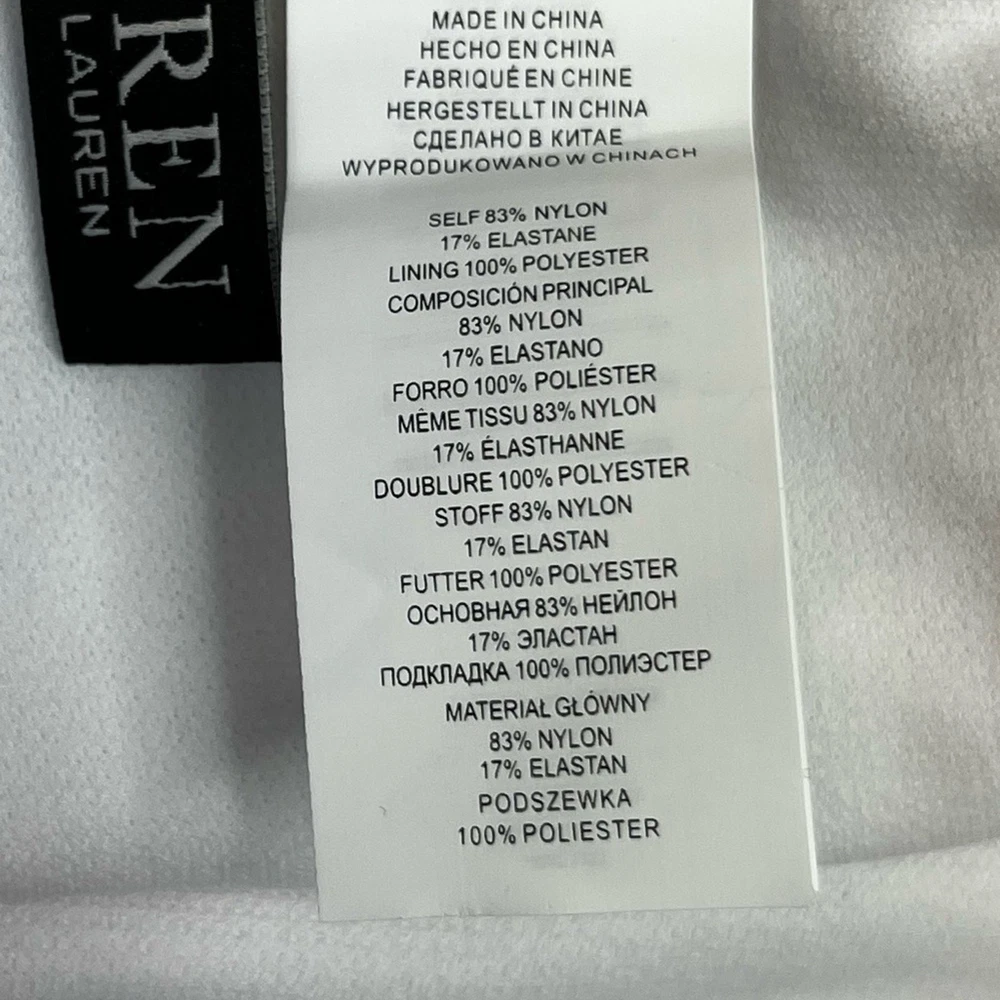 REN
LAUREN
MADE IN CHINA
HECHO EN CHINA
FABRIQUÉ EN CHINE
HERGESTELLT IN CHINA
СДЕЛАНО В КИТАЕ
WYPRODUKOWANO W CHINACH
SELF 83% NYLON
17% ELASTANE
LINING 100% POLYESTER
COMPOSICIÓN PRINCIPAL
83% NYLON
17% ELASTANO
FORRO 100% POLIÉSTER
MÊME TISSU 83% NYLON
17% ÉLASTHANNE
DOUBLURE 100% POLYESTER
STOFF 83% NYLON
17% ELASTAN
FUTTER 100% POLYESTER
ОСНОВНАЯ 83% НЕЙЛОН
17% ЭЛАСТАН
ПОДКЛАДКА 100% ПОЛИЭСТЕР
MATERIAŁ GŁÓWNY
83% NYLON
17% ELASTAN
PODSZEWKA
100% POLIESTER